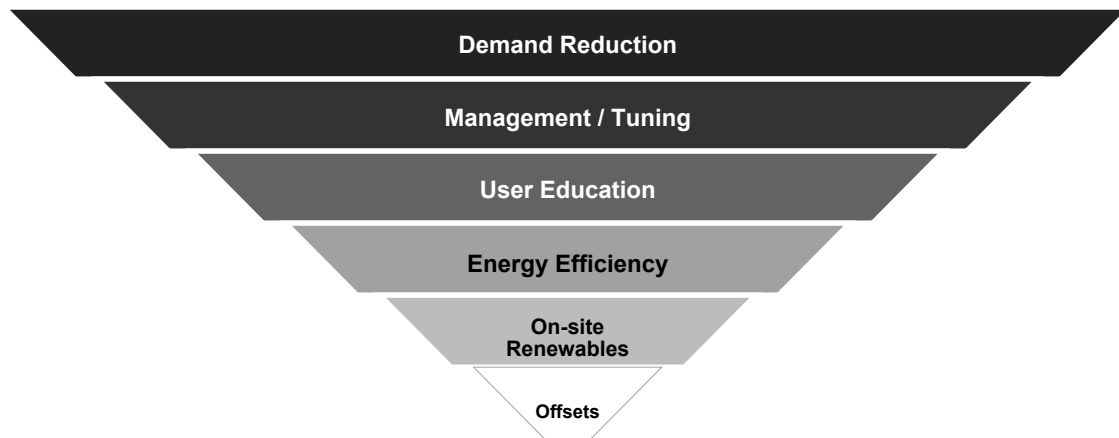 Demand Reduction
Management / Tuning
User Education
Energy Efficiency
On-site
Renewables
Offsets